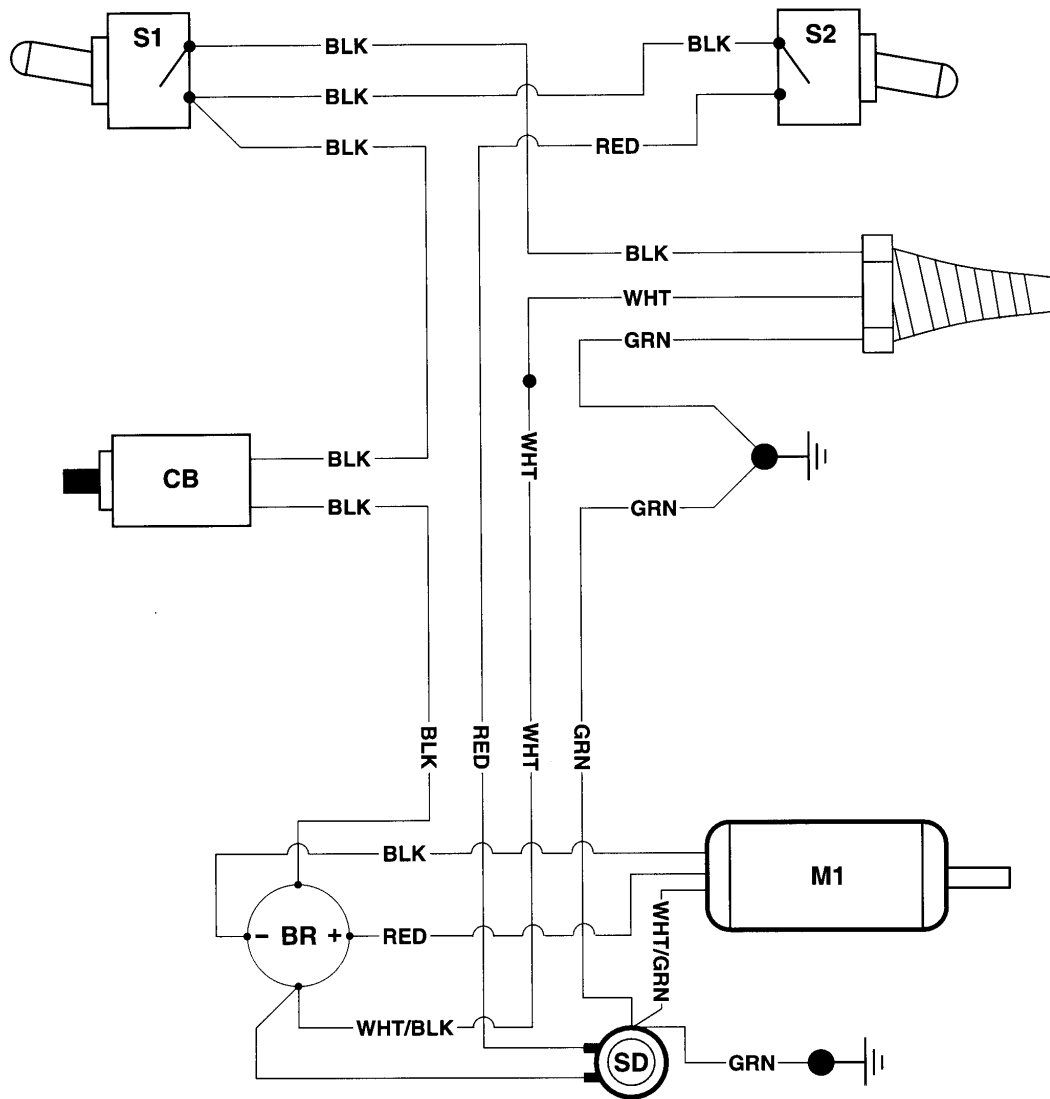 S1
S2
BLK
BLK
BLK
BLK
RED
BLK
WHT
GRN
BLK
CB
BLK
WHT
GRN
BLK
RED
WHT
GRN
BLK
M1
- BR +
RED
WHT/GRN
WHT/BLK
SD
GRN